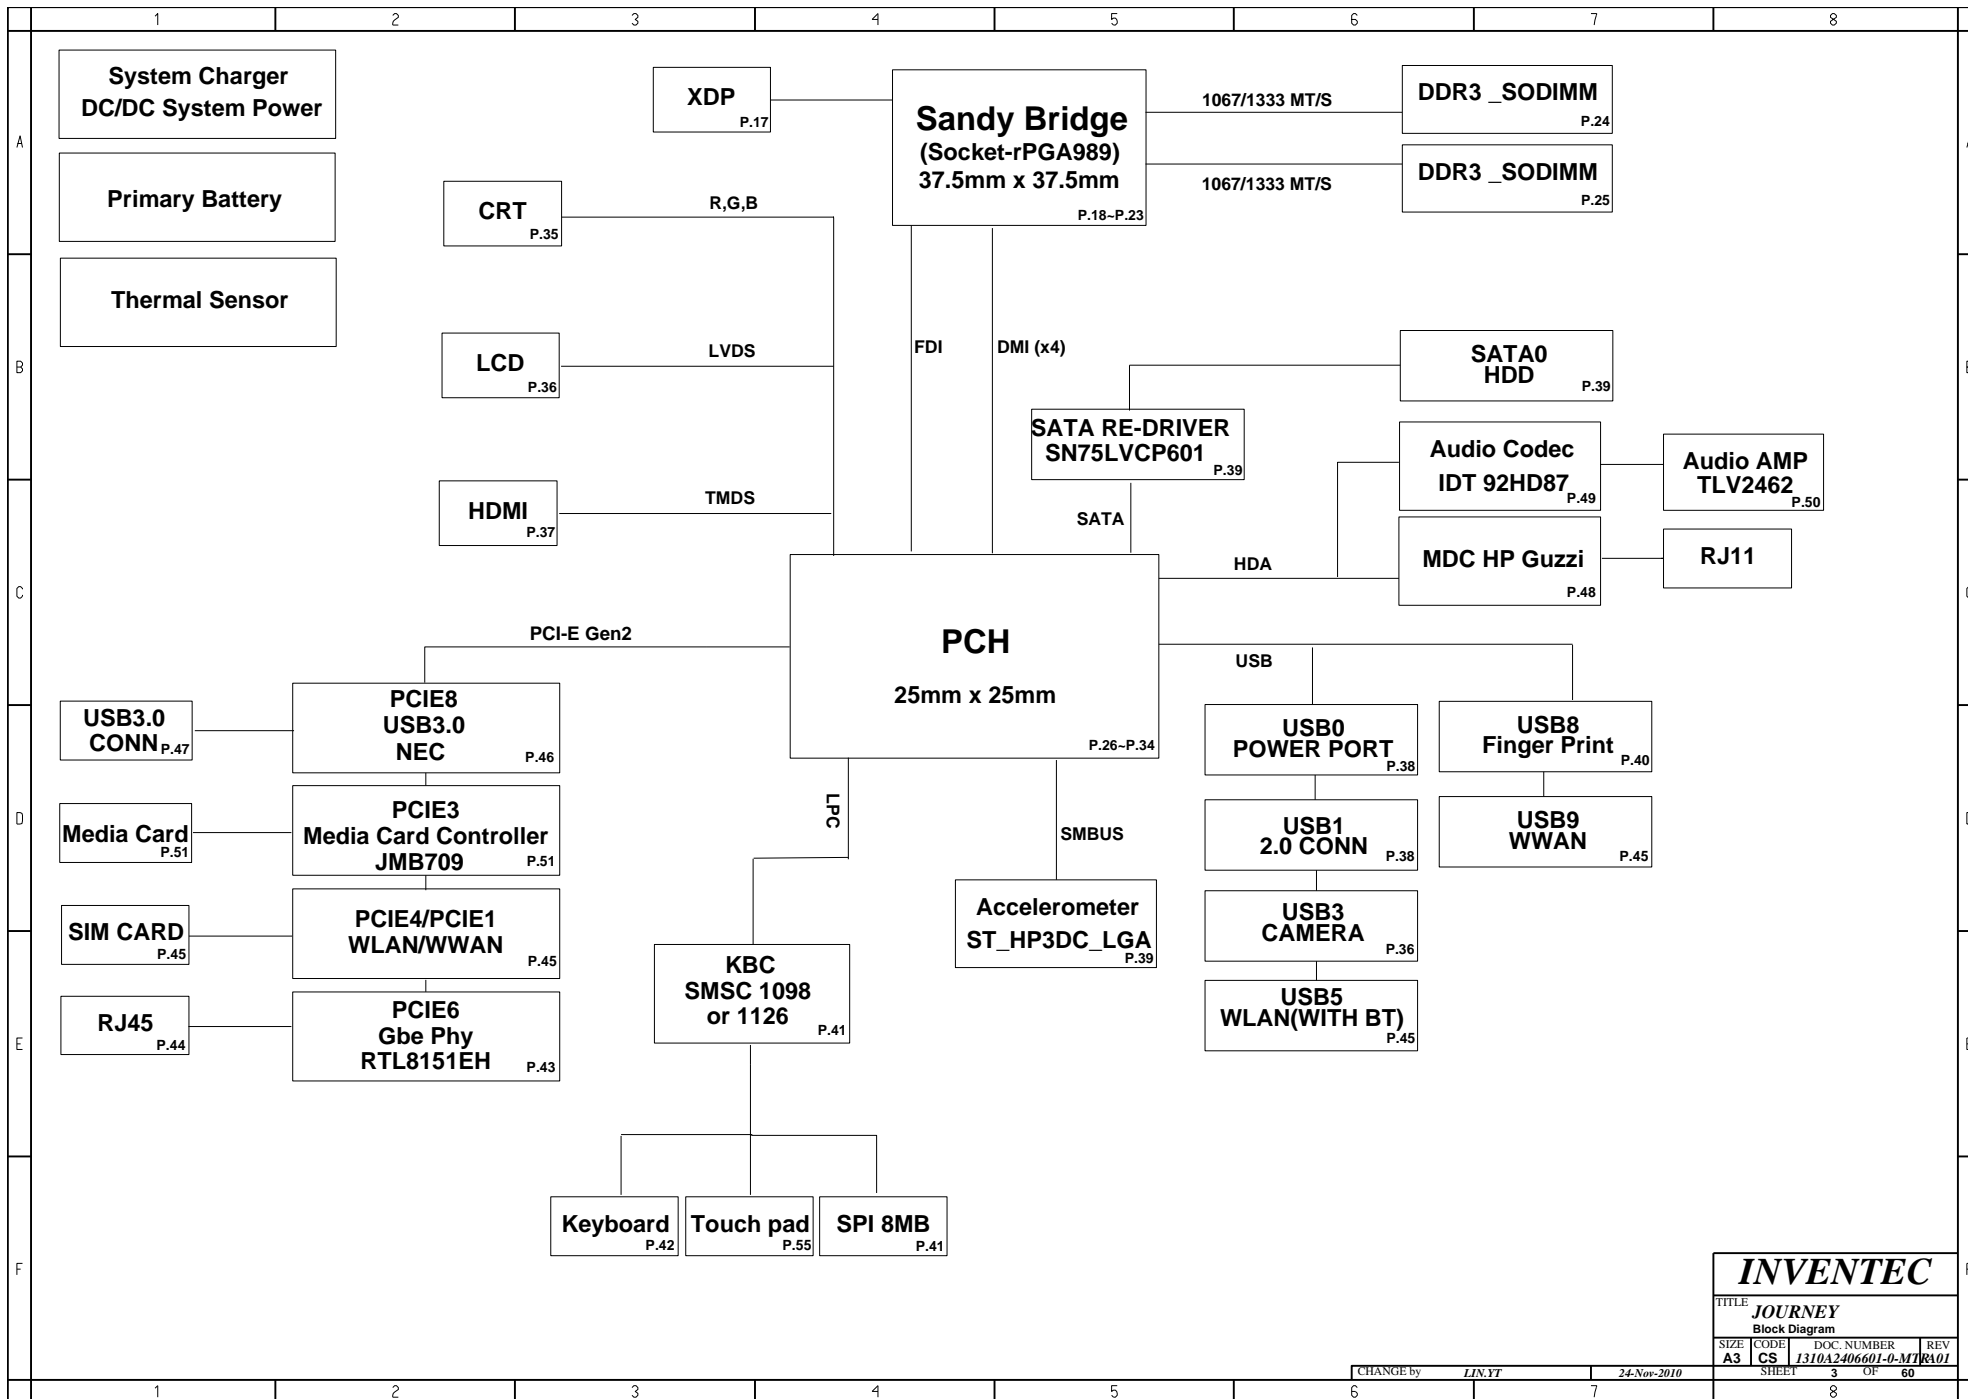 1 2 3 4 5 6 7 8
System Charger
DC/DC System Power
XDP
P.17
Sandy Bridge
(Socket-rPGA989)
37.5mm x 37.5mm
P.18~P.23
1067/1333 MT/S
DDR3 _SODIMM
P.24
A
Primary Battery
CRT
P.35
R,G,B
1067/1333 MT/S
DDR3 _SODIMM
P.25
Thermal Sensor
B
LCD
P.36
LVDS
FDI
DMI (x4)
SATA0
HDD
P.39
SATA RE-DRIVER
SN75LVCP601
P.39
Audio Codec
IDT 92HD87
P.49
Audio AMP
TLV2462
P.50
HDMI
P.37
TMDS
SATA
C
HDA
MDC HP Guzzi
P.48
RJ11
PCI-E Gen2
PCH
25mm x 25mm
P.26~P.34
USB
USB3.0
CONN
P.47
PCIE8
USB3.0
NEC
P.46
USB0
POWER PORT
P.38
USB8
Finger Print
P.40
D
Media Card
P.51
PCIE3
Media Card Controller
JMB709
P.51
LPC
SMBUS
USB1
2.0 CONN
P.38
USB9
WWAN
P.45
SIM CARD
P.45
PCIE4/PCIE1
WLAN/WWAN
P.45
Accelerometer
ST_HP3DC_LGA
P.39
USB3
CAMERA
P.36
E
RJ45
P.44
PCIE6
Gbe Phy
RTL8151EH
P.43
KBC
SMSC 1098
or 1126
P.41
USB5
WLAN(WITH BT)
P.45
Keyboard
P.42
Touch pad
P.55
SPI 8MB
P.41
F
INVENTEC
TITLE
JOURNEY
Block Diagram
SIZE CODE DOC. NUMBER REV
A3 CS 1310A2406601-0-MTR A01
CHANGE by LIN.YT 24-Nov-2010 SHEET 3 OF 60
1 2 3 4 5 6 7 8